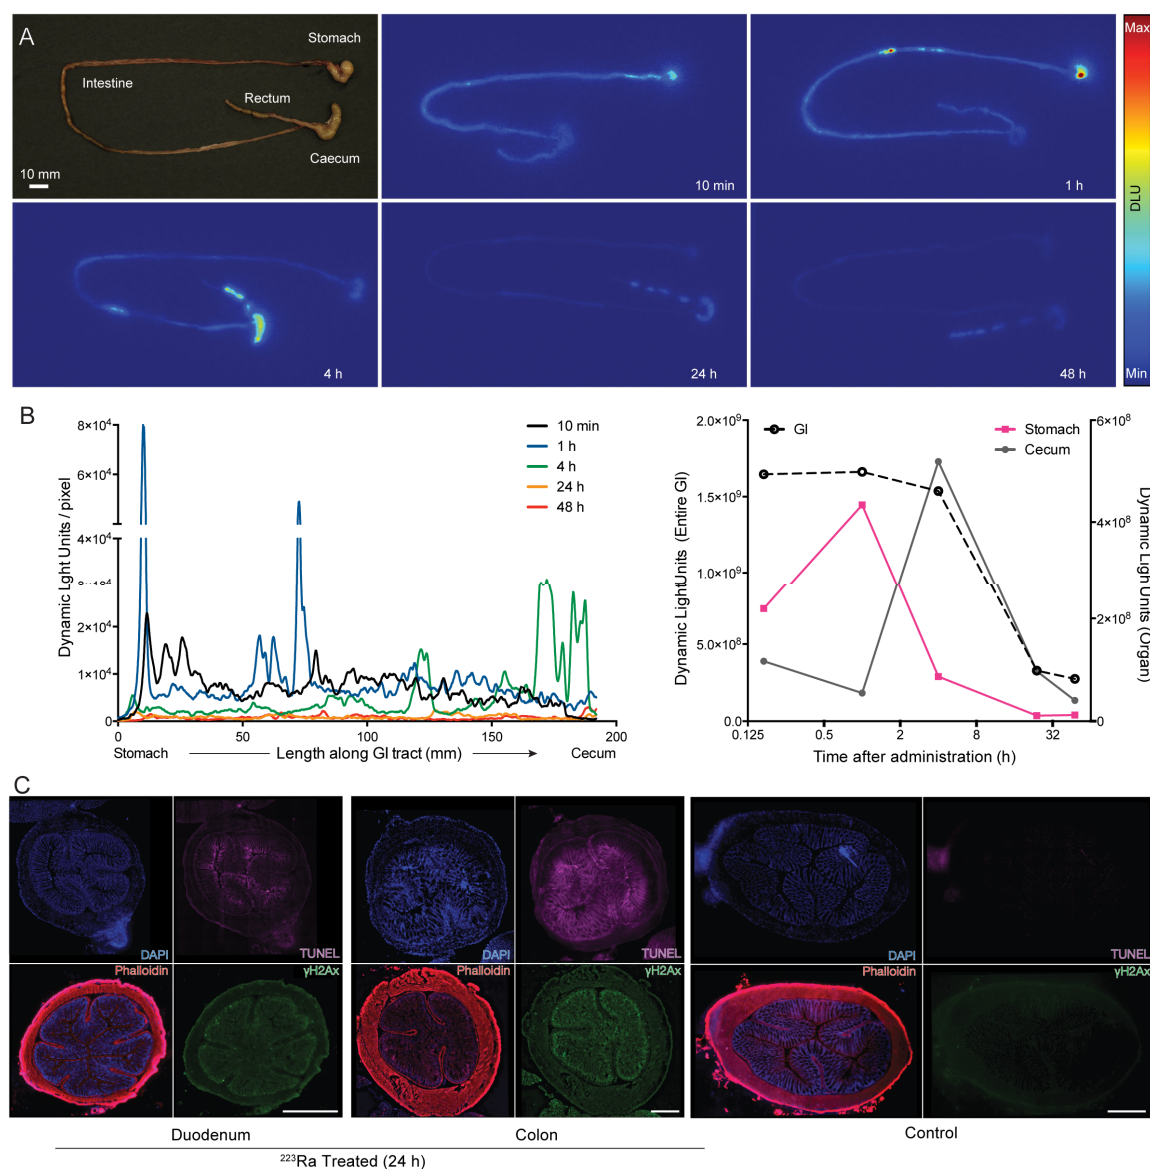 A
Stomach
Intestine
Rectum
Caecum
10 mm
10 min
1 h
Max
DLU
Min
4 h
24 h
48 h
B
8×10⁴
6×10⁴
4×10⁴
2×10⁴
1×10⁴
0
Dynamic Lght Units / pixel
10 min
1 h
4 h
24 h
48 h
0 50 100 150 200
Stomach Length along GI tract (mm) Cecum
2.0×10⁹
1.5×10⁹
1.0×10⁹
5.0×10⁸
0.0
Dynamic LightUnits (Entire GI)
GI
Stomach
Cecum
6×10⁸
4×10⁸
2×10⁸
0
Dynamic Ligh Units (Organ)
0.125 0.5 2 8 32
Time after administration (h)
C
DAPI
TUNEL
DAPI
TUNEL
DAPI
TUNEL
Phalloidin
γH2Ax
Phalloidin
γH2Ax
Phalloidin
γH2Ax
Duodenum
Colon
Control
²²³Ra Treated (24 h)